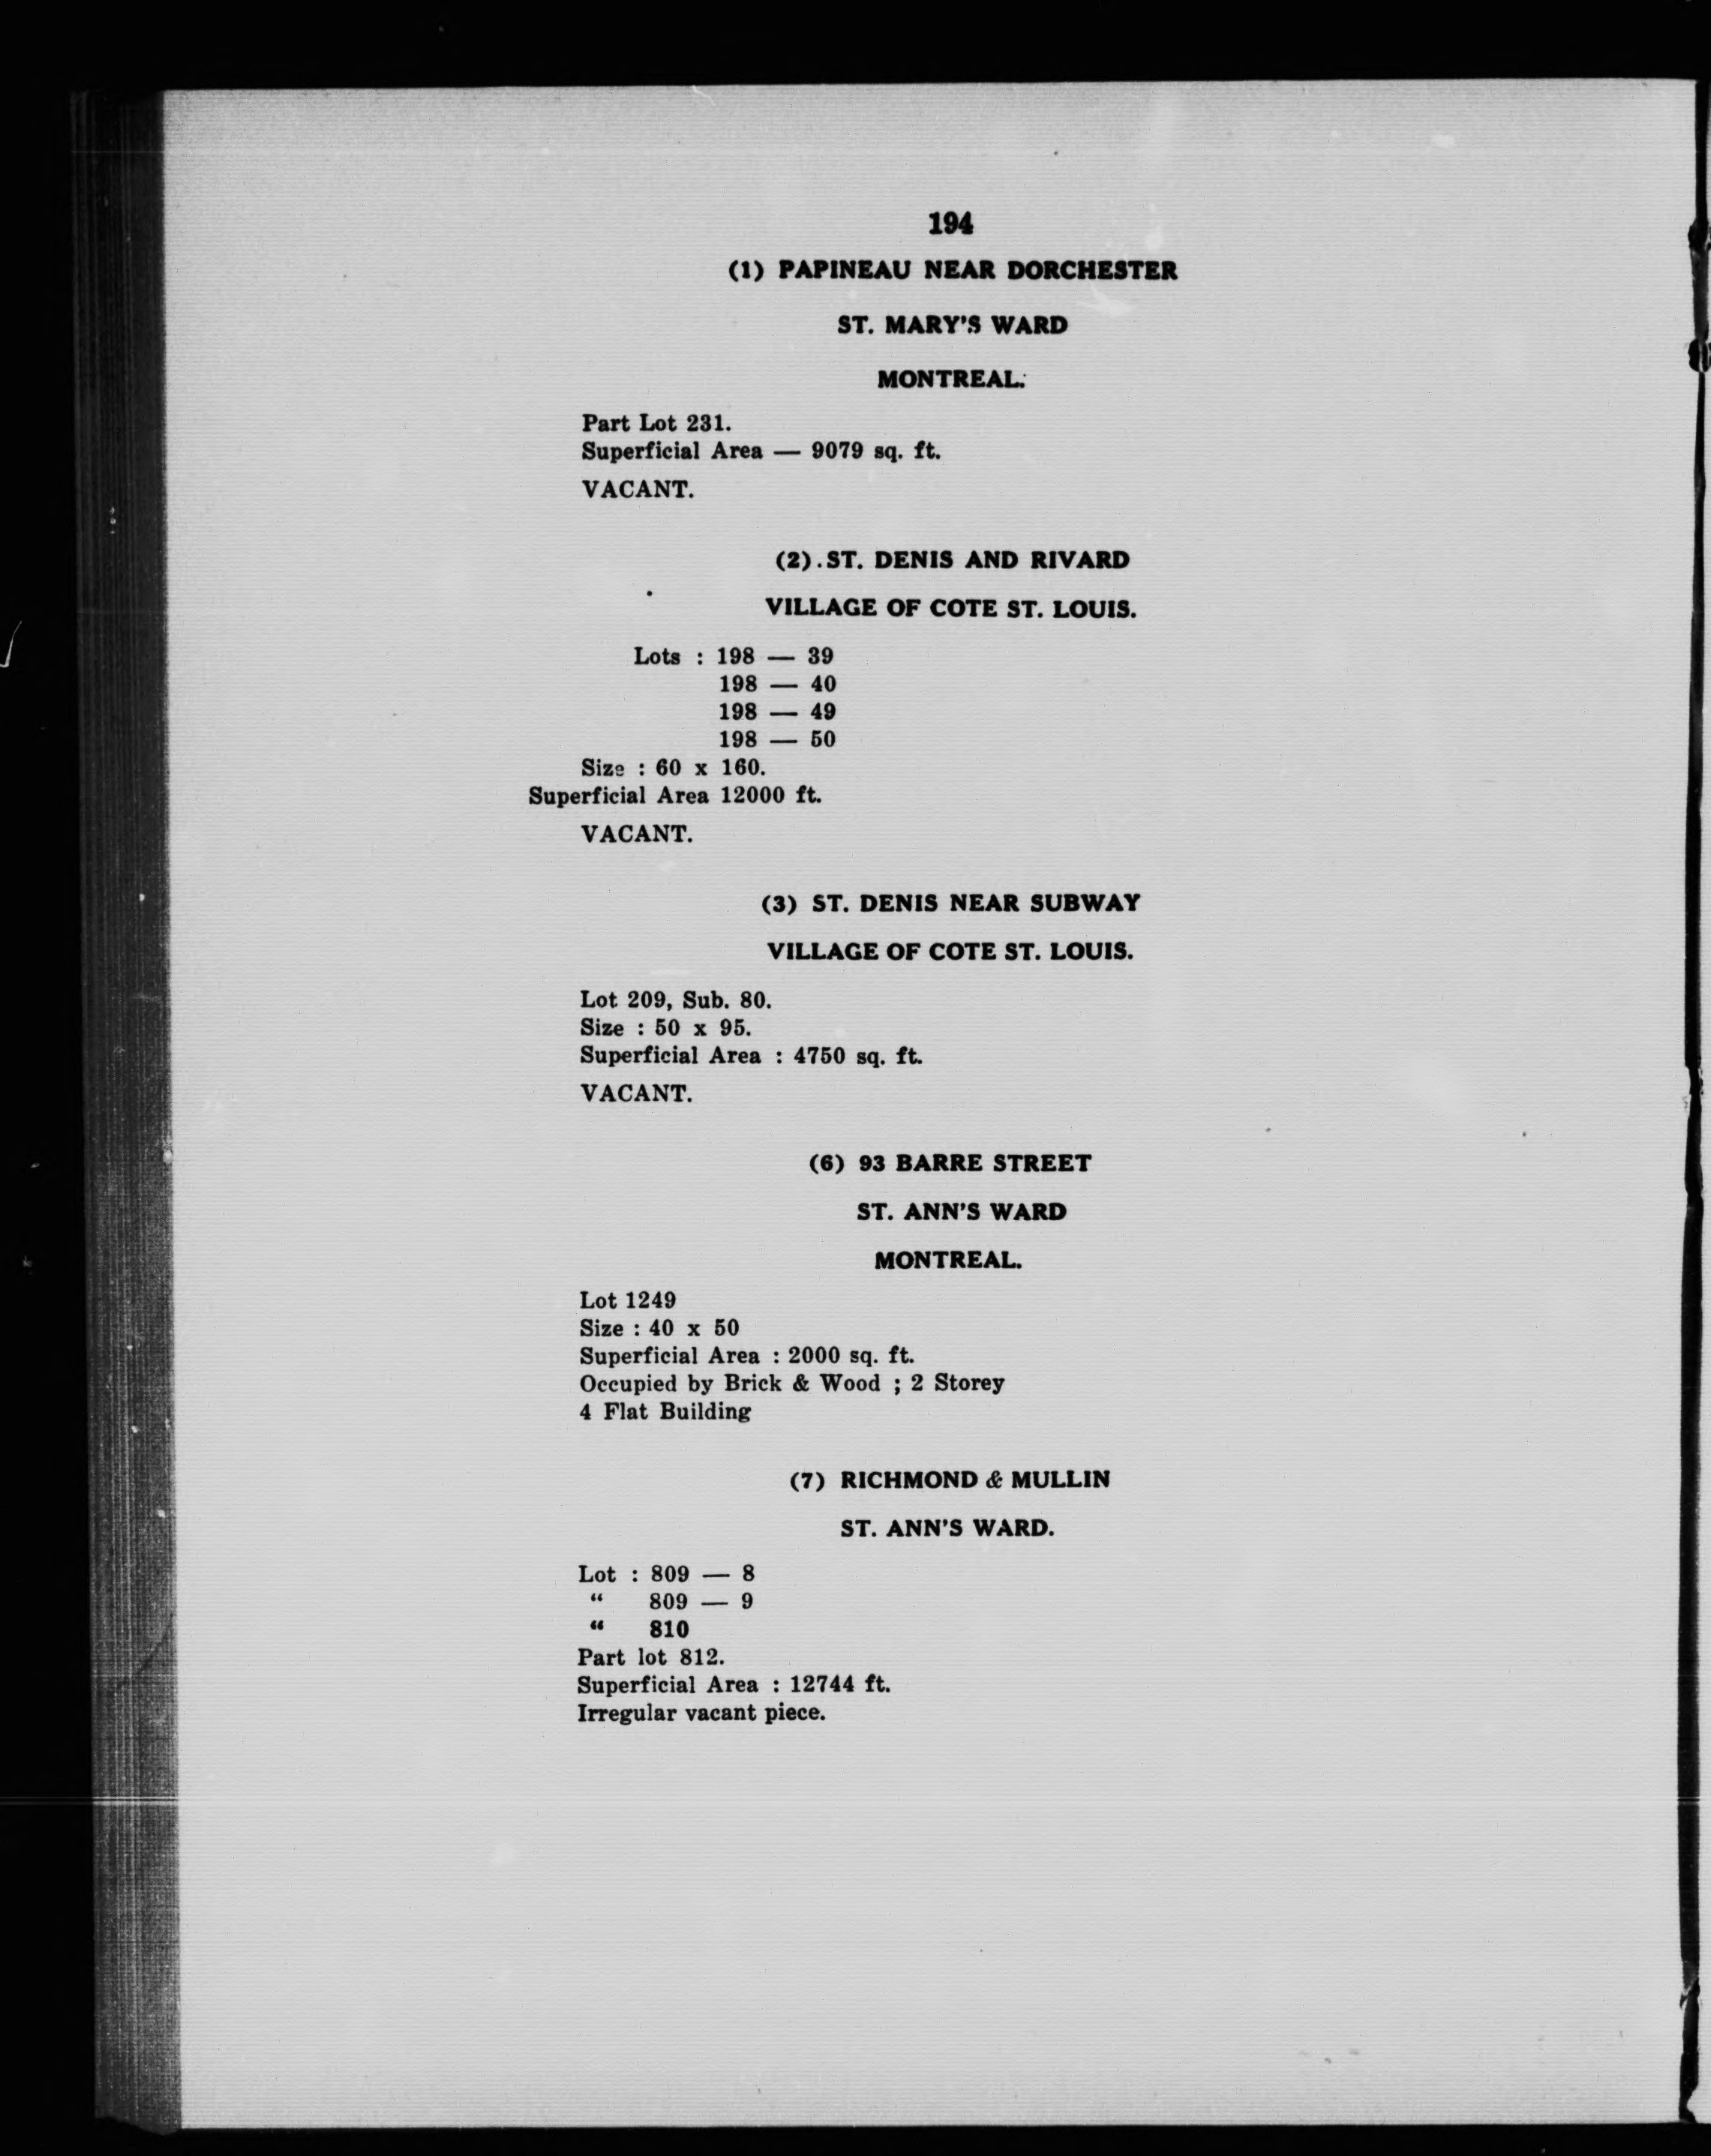 194
(1) PAPINEAU NEAR DORCHESTER
ST. MARY'S WARD
MONTREAL.
Part Lot 231.
Superficial Area — 9079 sq. ft.
VACANT.
(2) ST. DENIS AND RIVARD
VILLAGE OF COTE ST. LOUIS.
Lots : 198 — 39
198 — 40
198 — 49
198 — 50
Size : 60 x 160.
Superficial Area 12000 ft.
VACANT.
(3) ST. DENIS NEAR SUBWAY
VILLAGE OF COTE ST. LOUIS.
Lot 209, Sub. 80.
Size : 50 x 95.
Superficial Area : 4750 sq. ft.
VACANT.
(6) 93 BARRE STREET
ST. ANN'S WARD
MONTREAL.
Lot 1249
Size : 40 x 50
Superficial Area : 2000 sq. ft.
Occupied by Brick & Wood ; 2 Storey
4 Flat Building
(7) RICHMOND & MULLIN
ST. ANN'S WARD.
Lot : 809 — 8
“ 809 — 9
“ 810
Part lot 812.
Superficial Area : 12744 ft.
Irregular vacant piece.